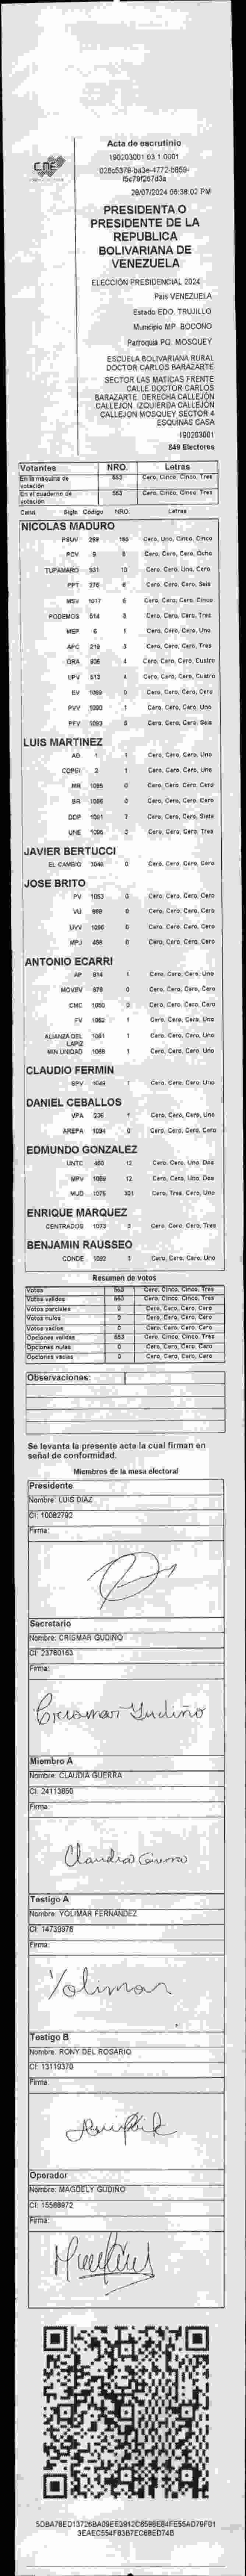 CNE
Acta de escrutinio
190203001.03.1.0001
28/07/2024 06:38:02 PM
PRESIDENTA O
PRESIDENTE DE LA
REPUBLICA
BOLIVARIANA DE
VENEZUELA
ELECCIÓN PRESIDENCIAL 2024
País VENEZUELA
Estado EDO. TRUJILLO
Municipio MP. BOCONO
Parroquia PQ. MOSQUEY
ESCUELA BOLIVARIANA RURAL
DOCTOR CARLOS BARAZARTE
SECTOR LAS MATICAS FRENTE
CALLE DOCTOR CARLOS
BARAZARTE. DERECHA CALLEJÓN
CALLEJON. IZQUIERDA CALLEJÓN
CALLEJON MOSQUEY SECTOR 4
ESQUINAS CASA
190203001
849 Electores
Votantes NRO. Letras
En la máquina de votación 553 Cero, Cinco, Cinco, Tres
En el cuaderno de votación 553 Cero, Cinco, Cinco, Tres
Cand. Sigla Código NRO. Letras
NICOLAS MADURO
PSUV 268 155 Cero, Uno, Cinco, Cinco
PCV 9 8 Cero, Cero, Cero, Ocho
TUPAMARO 531 10 Cero, Cero, Uno, Cero
PPT 276 6 Cero, Cero, Cero, Seis
MSV 1017 5 Cero, Cero, Cero, Cinco
PODEMOS 514 3 Cero, Cero, Cero, Tres
MEP 6 1 Cero, Cero, Cero, Uno
APC 219 3 Cero, Cero, Cero, Tres
ORA 906 4 Cero, Cero, Cero, Cuatro
UPV 613 4 Cero, Cero, Cero, Cuatro
EV 1089 0 Cero, Cero, Cero, Cero
PVV 1090 1 Cero, Cero, Cero, Uno
PFV 1093 6 Cero, Cero, Cero, Seis
LUIS MARTINEZ
AD 1 1 Cero, Cero, Cero, Uno
COPEI 2 1 Cero, Cero, Cero, Uno
MR 1095 0 Cero, Cero, Cero, Cero
BR 1066 0 Cero, Cero, Cero, Cero
DDP 1081 7 Cero, Cero, Cero, Siete
UNE 1096 3 Cero, Cero, Cero, Tres
JAVIER BERTUCCI
EL CAMBIO 1048 0 Cero, Cero, Cero, Cero
JOSE BRITO
PV 1053 0 Cero, Cero, Cero, Cero
VU 969 0 Cero, Cero, Cero, Cero
UVV 1086 0 Cero, Cero, Cero, Cero
MPJ 458 0 Cero, Cero, Cero, Cero
ANTONIO ECARRI
AP 914 1 Cero, Cero, Cero, Uno
MOVEV 879 0 Cero, Cero, Cero, Cero
CMC 1050 0 Cero, Cero, Cero, Cero
FV 1082 1 Cero, Cero, Cero, Uno
ALIANZA DEL LAPIZ 1051 1 Cero, Cero, Cero, Uno
MIN UNIDAD 1088 1 Cero, Cero, Cero, Uno
CLAUDIO FERMIN
SPV 1049 1 Cero, Cero, Cero, Uno
DANIEL CEBALLOS
VPA 236 1 Cero, Cero, Cero, Uno
AREPA 1094 0 Cero, Cero, Cero, Cero
EDMUNDO GONZALEZ
UNTC 480 12 Cero, Cero, Uno, Dos
MPV 1069 12 Cero, Cero, Uno, Dos
MUD 1075 301 Cero, Tres, Cero, Uno
ENRIQUE MARQUEZ
CENTRADOS 1073 3 Cero, Cero, Cero, Tres
BENJAMIN RAUSSEO
CONDE 1092 1 Cero, Cero, Cero, Uno
Resumen de votos
Votos 553 Cero, Cinco, Cinco, Tres
Votos válidos 553 Cero, Cinco, Cinco, Tres
Votos parciales 0 Cero, Cero, Cero, Cero
Votos nulos 0 Cero, Cero, Cero, Cero
Votos vacíos 0 Cero, Cero, Cero, Cero
Opciones válidas 553 Cero, Cinco, Cinco, Tres
Opciones nulas 0 Cero, Cero, Cero, Cero
Opciones vacías 0 Cero, Cero, Cero, Cero
Observaciones:
Se levanta la presente acta la cual firman en
señal de conformidad.
Miembros de la mesa electoral
Presidente
Nombre: LUIS DIAZ
CI: 10082792
Firma:
Secretario
Nombre: CRISMAR GUDIÑO
CI: 23780163
Firma:
Crismar Gudiño
Miembro A
Nombre: CLAUDIA GUERRA
CI: 24113850
Firma:
Claudia Guerra
Testigo A
Nombre: YOLIMAR FERNANDEZ
CI: 14739976
Firma:
Yolimar
Testigo B
Nombre: RONY DEL ROSARIO
CI: 13119370
Firma:
Operador
Nombre: MAGDELY GUDIÑO
CI: 15588972
Firma: